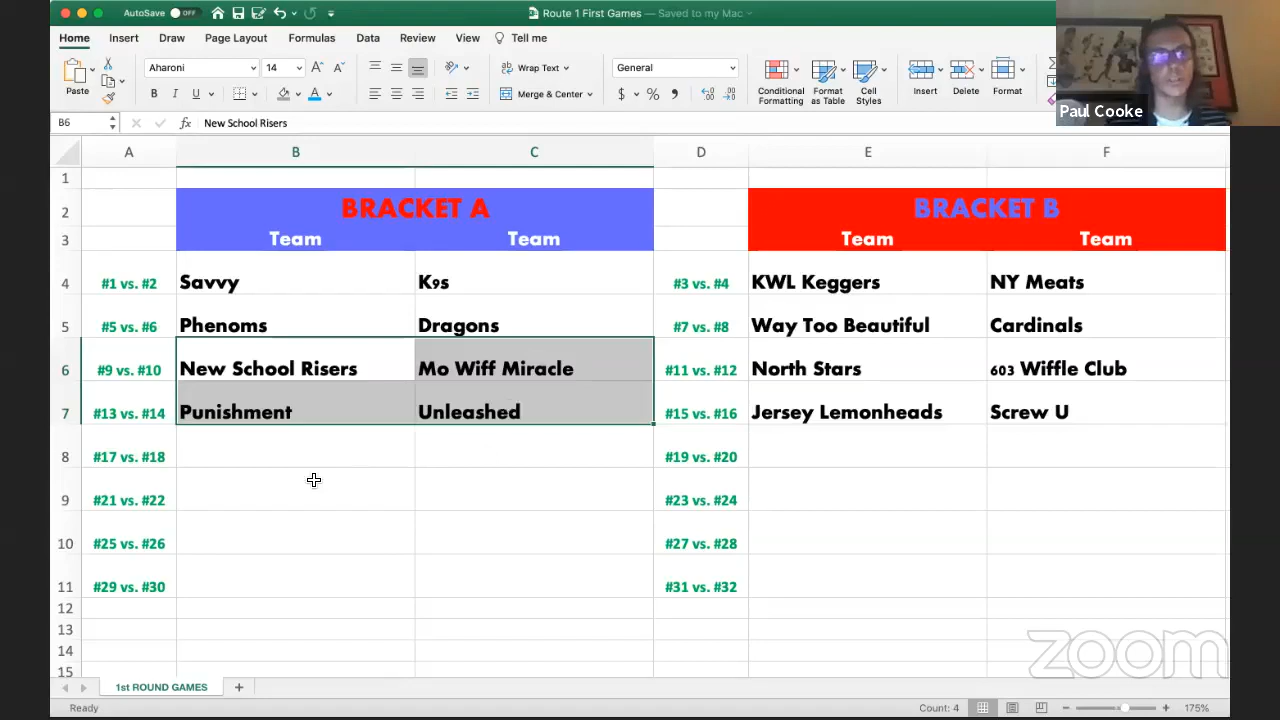 AutoSave OFF
Route 1 First Games — Saved to my Mac
Home Insert Draw Page Layout Formulas Data Review View Tell me
Paste
Aharoni 14
Wrap Text
Merge & Center
General
Conditional Formatting
Format as Table
Cell Styles
Insert
Delete
Format
Paul Cooke
B6 fx New School Risers
A B C D E F
1
2 BRACKET A BRACKET B
3 Team Team Team Team
4 #1 vs. #2 Savvy K9s #3 vs. #4 KWL Keggers NY Meats
5 #5 vs. #6 Phenoms Dragons #7 vs. #8 Way Too Beautiful Cardinals
6 #9 vs. #10 New School Risers Mo Wiff Miracle #11 vs. #12 North Stars 603 Wiffle Club
7 #13 vs. #14 Punishment Unleashed #15 vs. #16 Jersey Lemonheads Screw U
8 #17 vs. #18 #19 vs. #20
9 #21 vs. #22 #23 vs. #24
10 #25 vs. #26 #27 vs. #28
11 #29 vs. #30 #31 vs. #32
12
13
14
15
zoom
1st ROUND GAMES
Ready Count: 4 175%